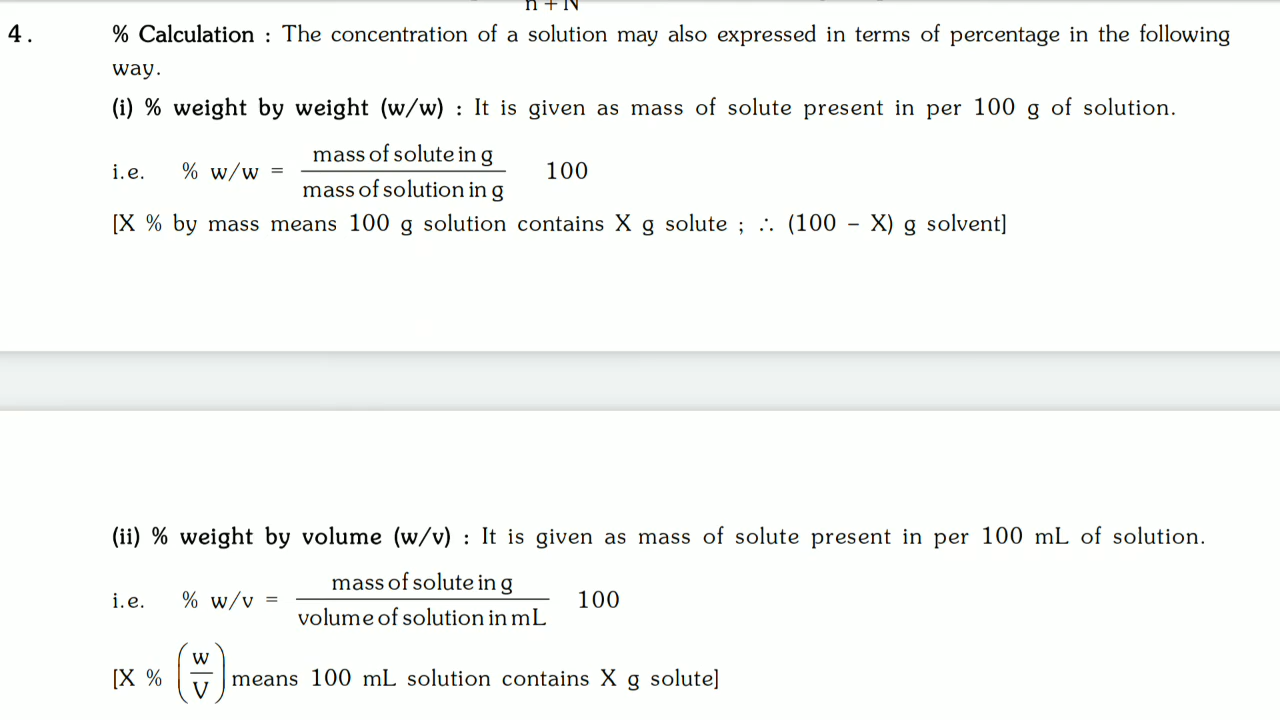 n + N
4. % Calculation : The concentration of a solution may also expressed in terms of percentage in the following
way.
(i) % weight by weight (w/w) : It is given as mass of solute present in per 100 g of solution.
i.e. % w/w = mass of solute in g / mass of solution in g 100
[X % by mass means 100 g solution contains X g solute ; ∴ (100 – X) g solvent]
(ii) % weight by volume (w/v) : It is given as mass of solute present in per 100 mL of solution.
i.e. % w/v = mass of solute in g / volume of solution in mL 100
[X % (w/V) means 100 mL solution contains X g solute]